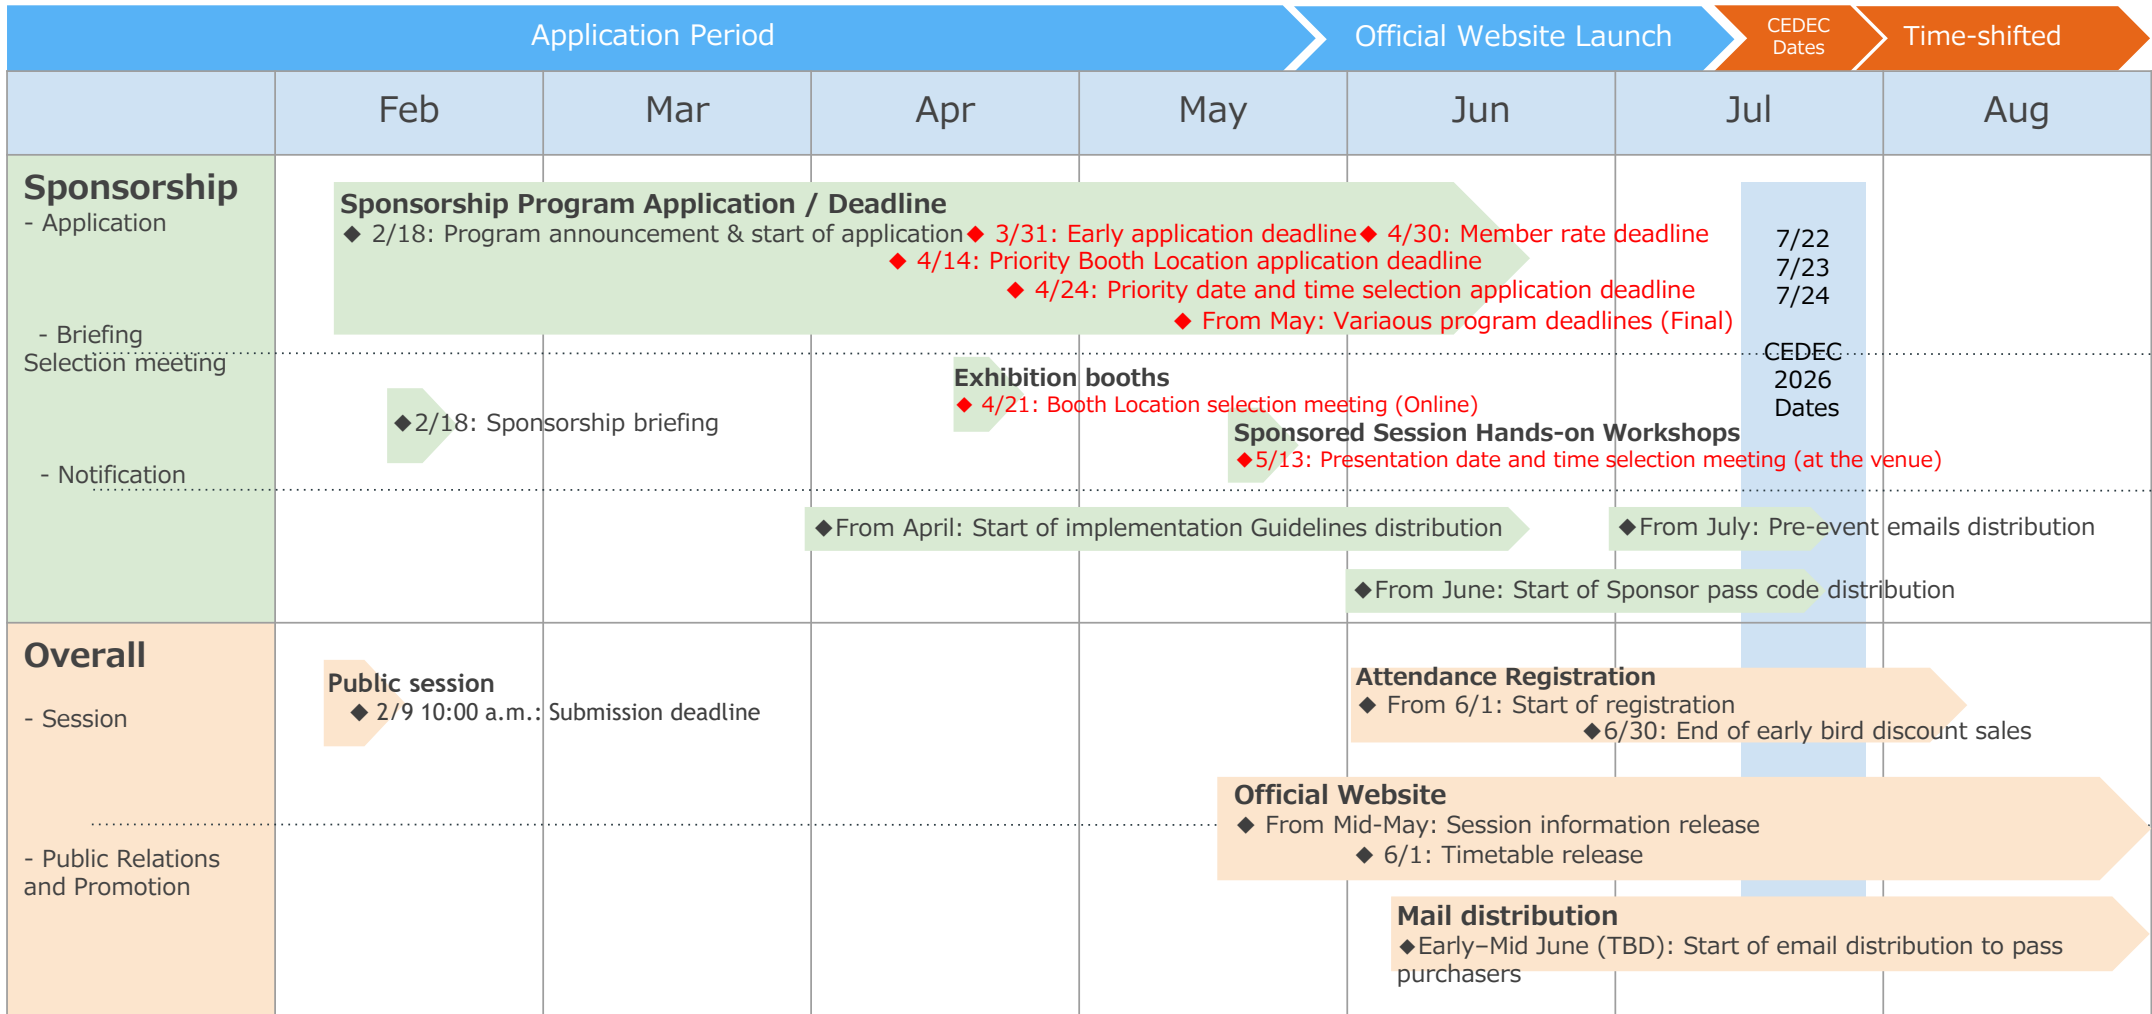 Application Period
Official Website Launch
CEDEC
Dates
Time-shifted
Feb
Mar
Apr
May
Jun
Jul
Aug
Sponsorship
- Application
- Briefing
Selection meeting
- Notification
Sponsorship Program Application / Deadline
◆ 2/18: Program announcement & start of application
◆ 3/31: Early application deadline
◆ 4/30: Member rate deadline
◆ 4/14: Priority Booth Location application deadline
◆ 4/24: Priority date and time selection application deadline
◆ From May: Variaous program deadlines (Final)
7/22
7/23
7/24
CEDEC
2026
Dates
◆2/18: Sponsorship briefing
Exhibition booths
◆ 4/21: Booth Location selection meeting (Online)
Sponsored Session Hands-on Workshops
◆5/13: Presentation date and time selection meeting (at the venue)
◆From April: Start of implementation Guidelines distribution
◆From July: Pre-event emails distribution
◆From June: Start of Sponsor pass code distribution
Overall
- Session
- Public Relations
and Promotion
Public session
◆ 2/9 10:00 a.m.: Submission deadline
Attendance Registration
◆ From 6/1: Start of registration
◆6/30: End of early bird discount sales
Official Website
◆ From Mid-May: Session information release
◆ 6/1: Timetable release
Mail distribution
◆Early–Mid June (TBD): Start of email distribution to pass
purchasers